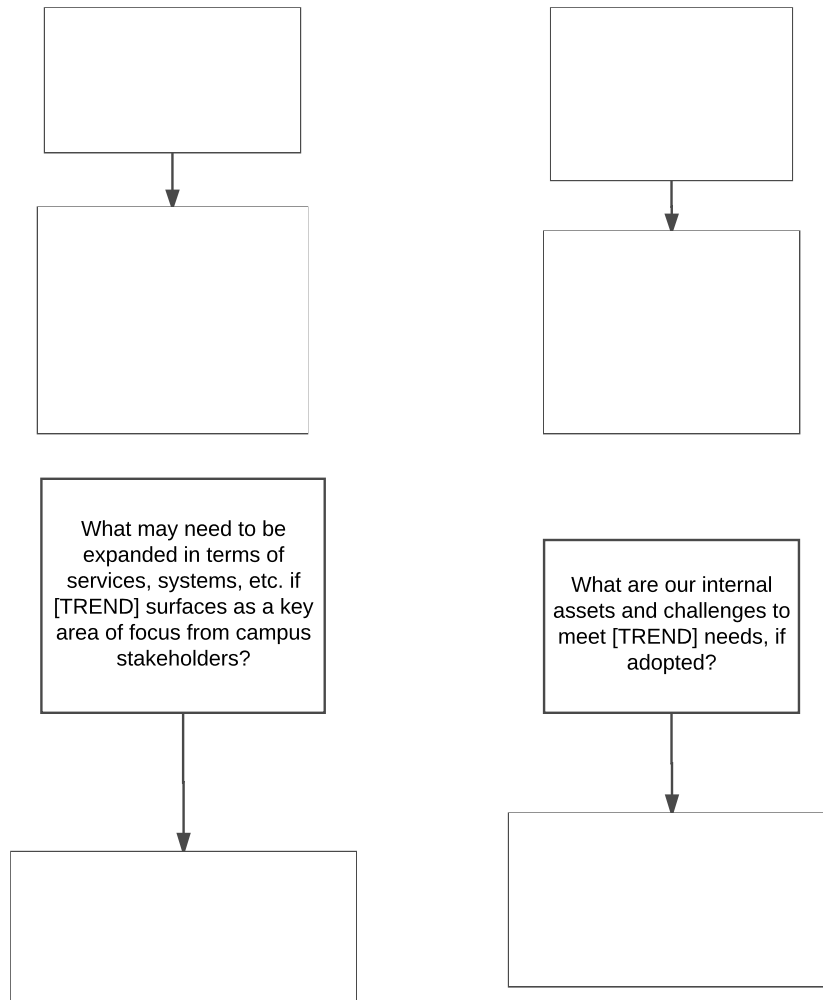 What may need to be
expanded in terms of
services, systems, etc. if
[TREND] surfaces as a key
area of focus from campus
stakeholders?
What are our internal
assets and challenges to
meet [TREND] needs, if
adopted?